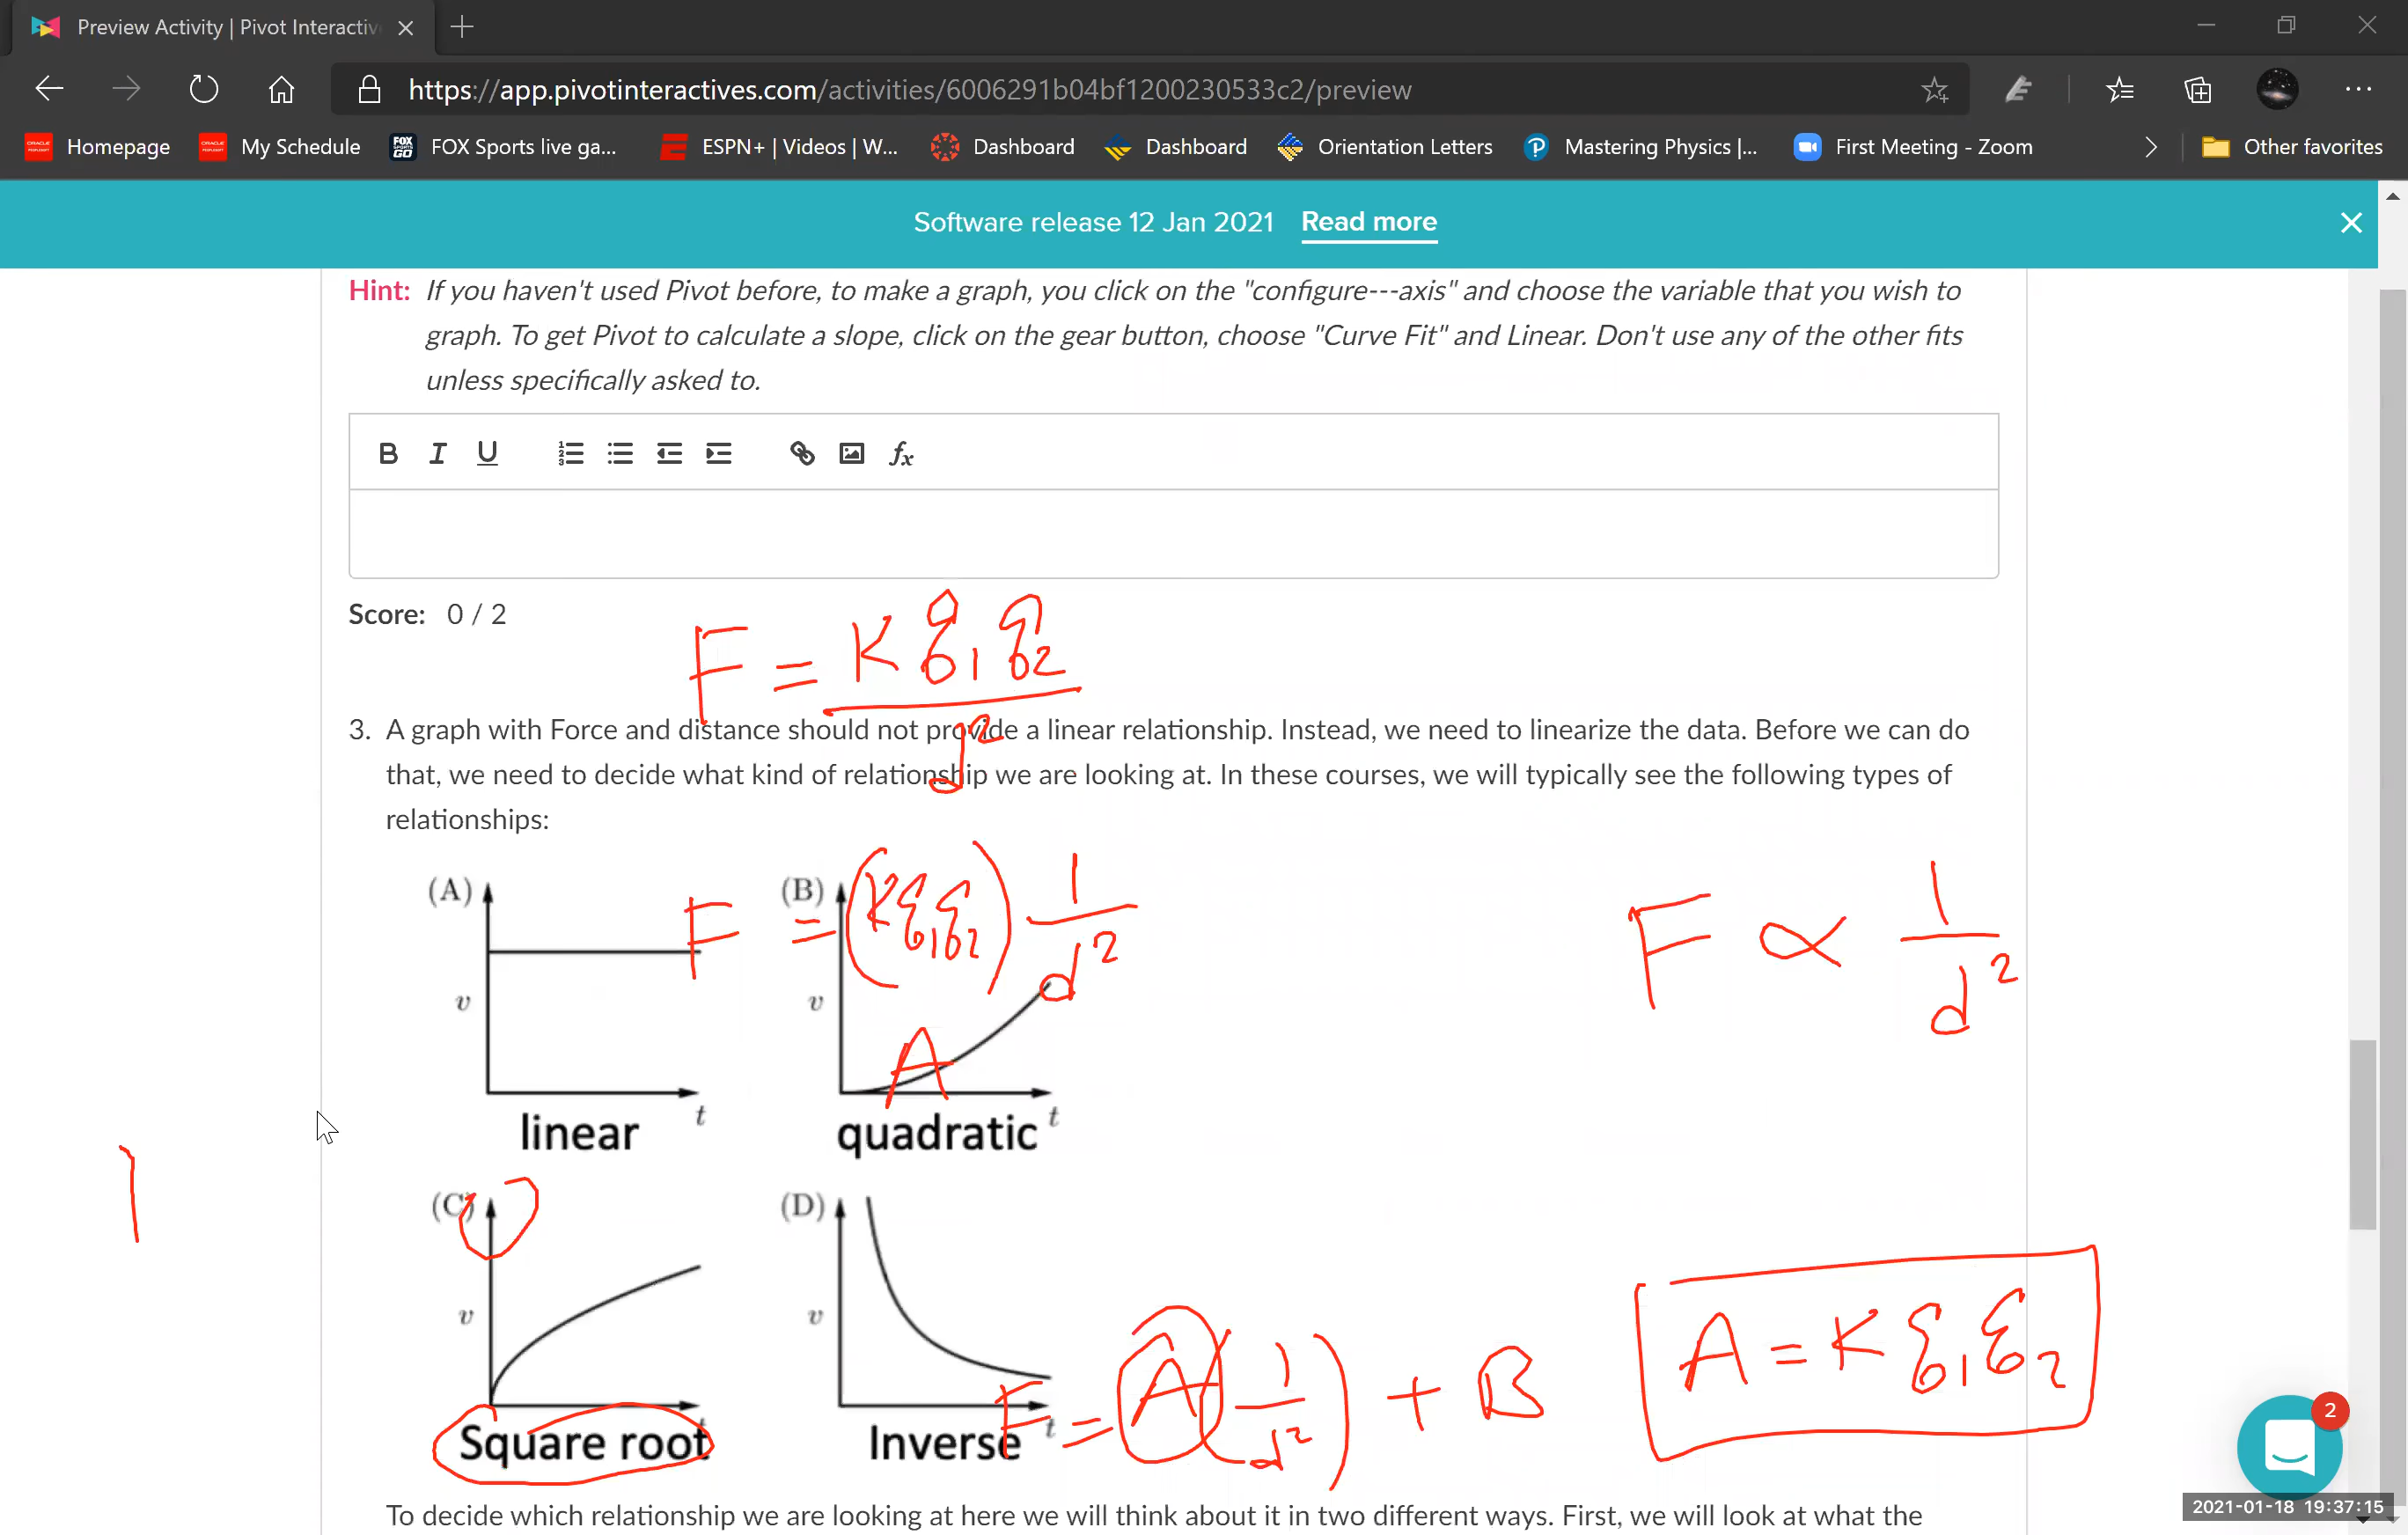 Preview Activity | Pivot Interactiv
https://app.pivotinteractives.com/activities/6006291b04bf1200230533c2/preview
Homepage My Schedule FOX Sports live ga... ESPN+ | Videos | W... Dashboard Dashboard Orientation Letters Mastering Physics |... First Meeting - Zoom Other favorites
Software release 12 Jan 2021 Read more
Hint: If you haven't used Pivot before, to make a graph, you click on the "configure---axis" and choose the variable that you wish to
graph. To get Pivot to calculate a slope, click on the gear button, choose "Curve Fit" and Linear. Don't use any of the other fits
unless specifically asked to.
B I U fx
Score: 0 / 2
F = K q1 q2 / d²
3. A graph with Force and distance should not provide a linear relationship. Instead, we need to linearize the data. Before we can do
that, we need to decide what kind of relationship we are looking at. In these courses, we will typically see the following types of
relationships:
(A) v t linear
(B) v t quadratic
F = (K q1 q2) 1/d²
A
F ∝ 1/d²
1
(C) v t Square root
(D) v t Inverse
F = A(1/d²) + B
A = K q1 q2
2
To decide which relationship we are looking at here we will think about it in two different ways. First, we will look at what the
2021-01-18 19:37:15